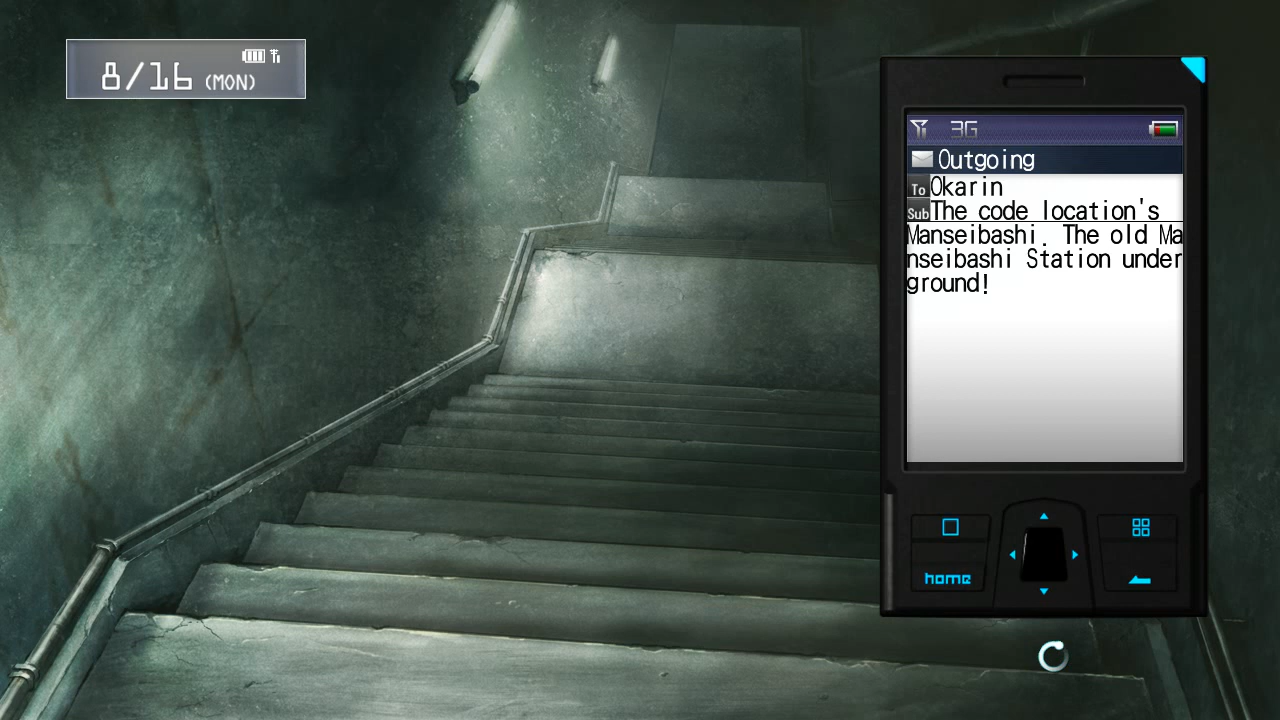 8/16 (MON)
3G
Outgoing
To Okarin
Sub The code location's
Manseibashi. The old Ma
nseibashi Station under
ground!
home